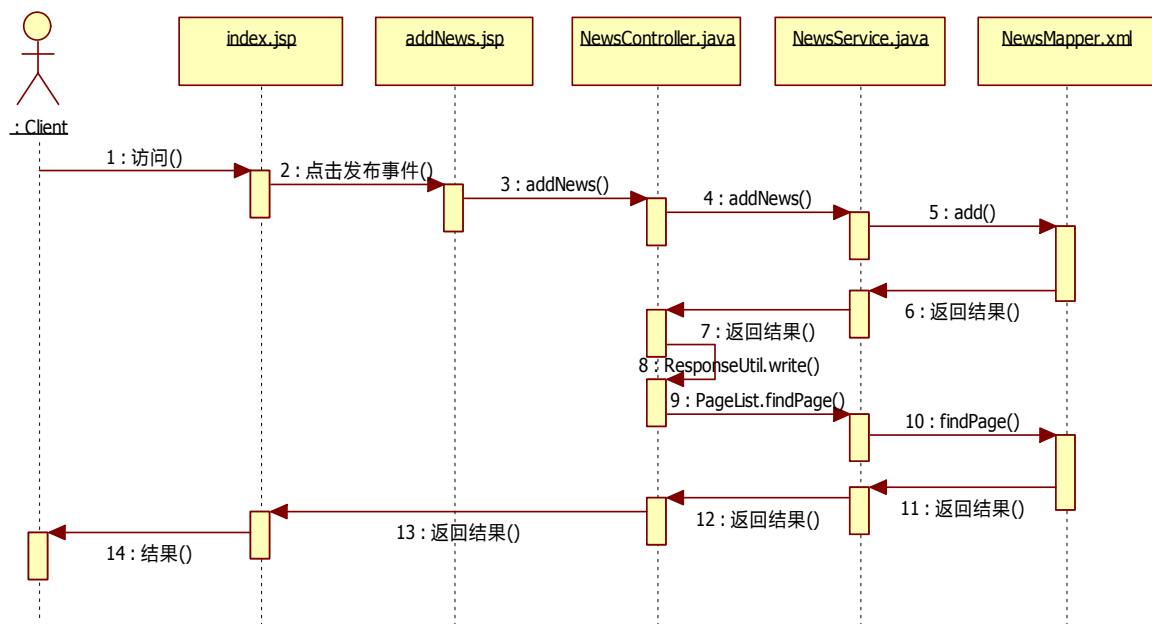 index.jsp
addNews.jsp
NewsController.java
NewsService.java
NewsMapper.xml
: Client
1 : 访问()
2 : 点击发布事件()
3 : addNews()
4 : addNews()
5 : add()
6 : 返回结果()
7 : 返回结果()
8 : ResponseUtil.write()
9 : PageList.findPage()
10 : findPage()
11 : 返回结果()
12 : 返回结果()
13 : 返回结果()
14 : 结果()